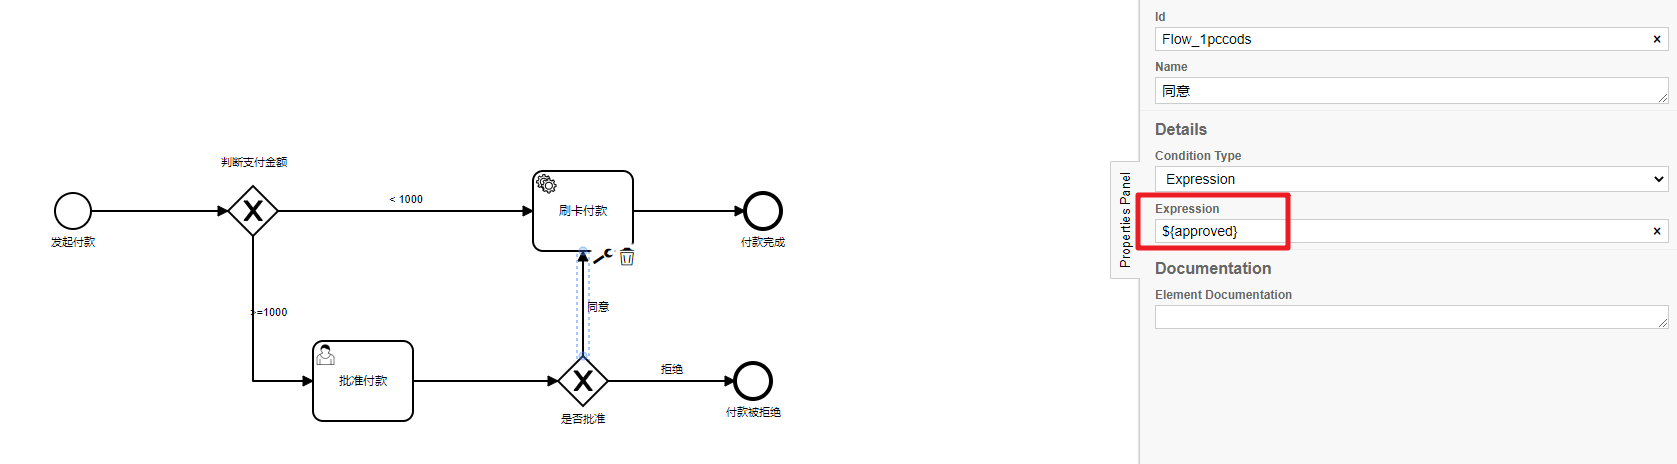 判断支付金额
发起付款
< 1000
刷卡付款
付款完成
同意
>=1000
批准付款
是否批准
拒绝
付款被拒绝
Properties Panel
Id
Flow_1pccods
×
Name
同意
Details
Condition Type
Expression
Expression
${approved}
×
Documentation
Element Documentation